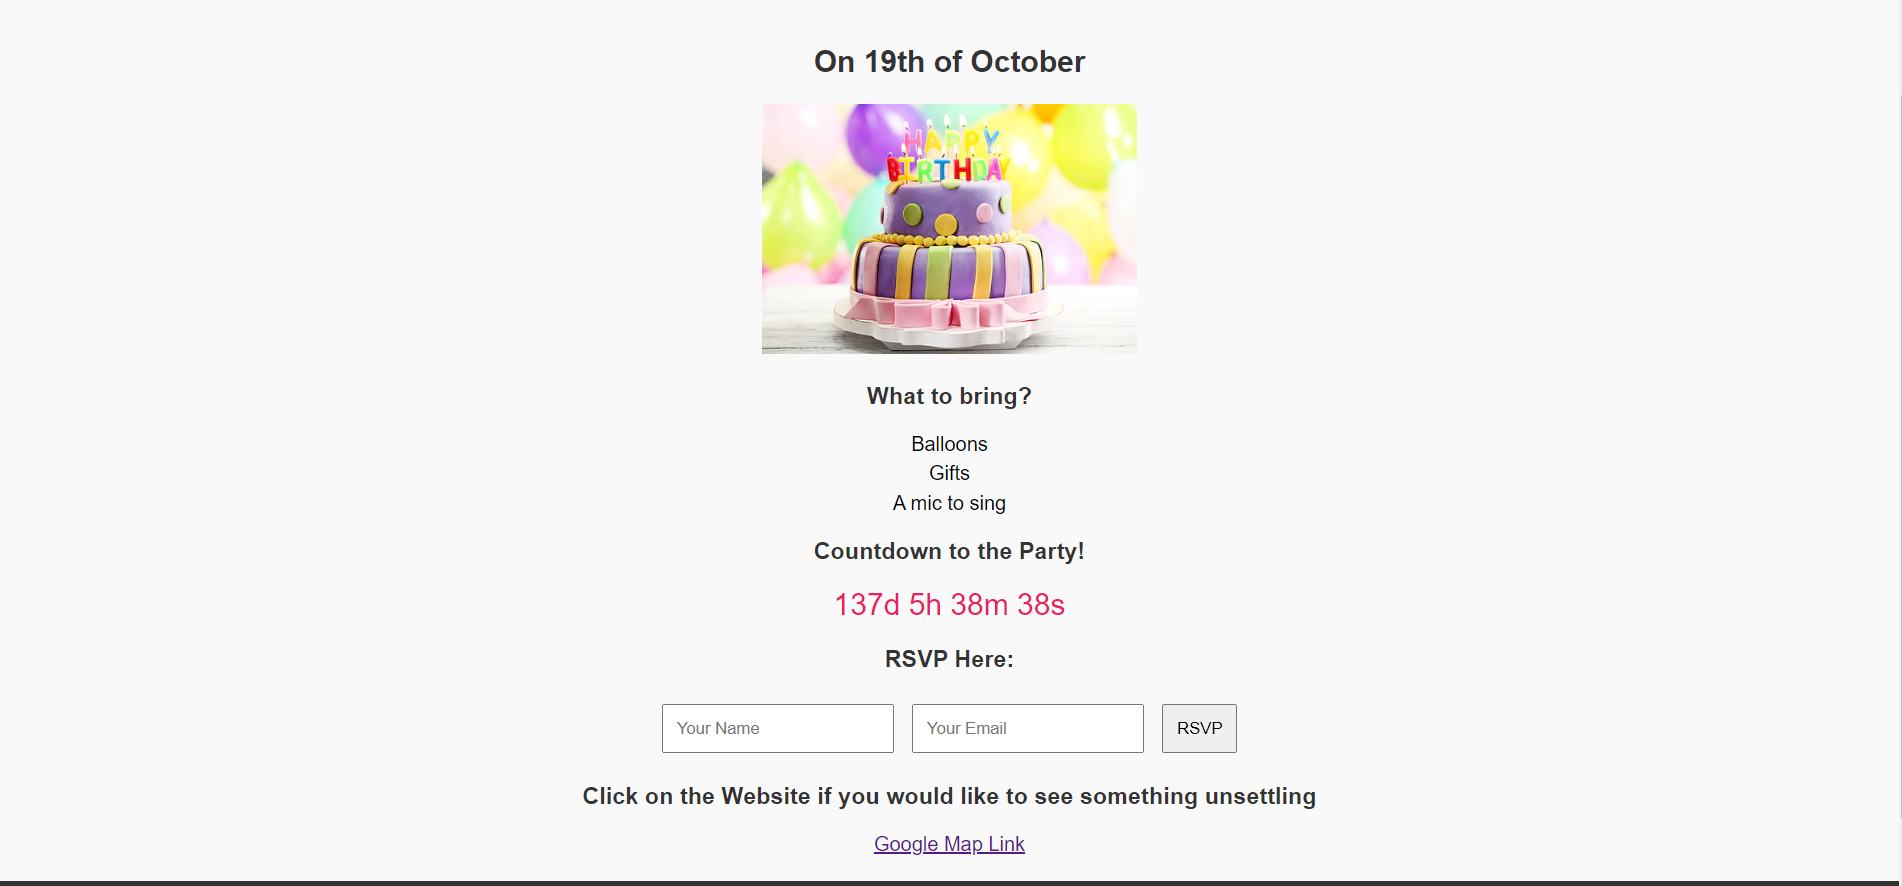 On 19th of October
HAPPY
BIRTHDAY
What to bring?
Balloons
Gifts
A mic to sing
Countdown to the Party!
137d 5h 38m 38s
RSVP Here:
Your Name Your Email RSVP
Click on the Website if you would like to see something unsettling
Google Map Link